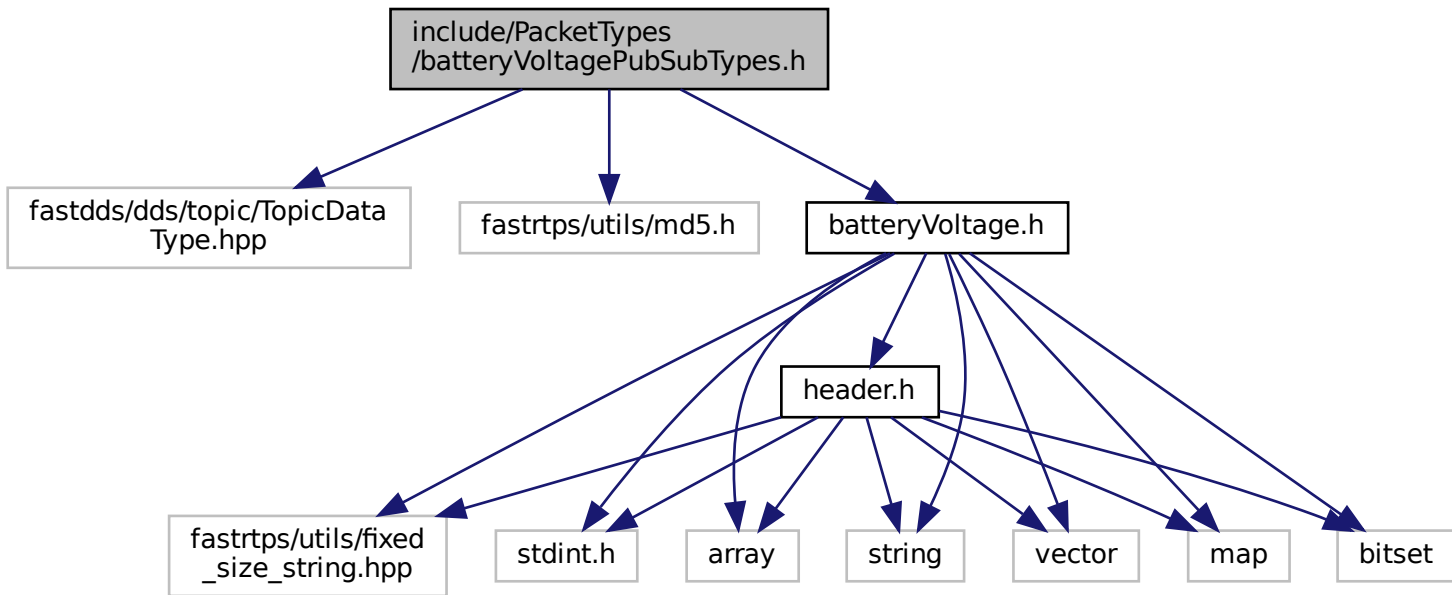 include/PacketTypes
/batteryVoltagePubSubTypes.h
fastdds/dds/topic/TopicData
Type.hpp
fastrtps/utils/md5.h
batteryVoltage.h
header.h
fastrtps/utils/fixed
_size_string.hpp
stdint.h
array
string
vector
map
bitset